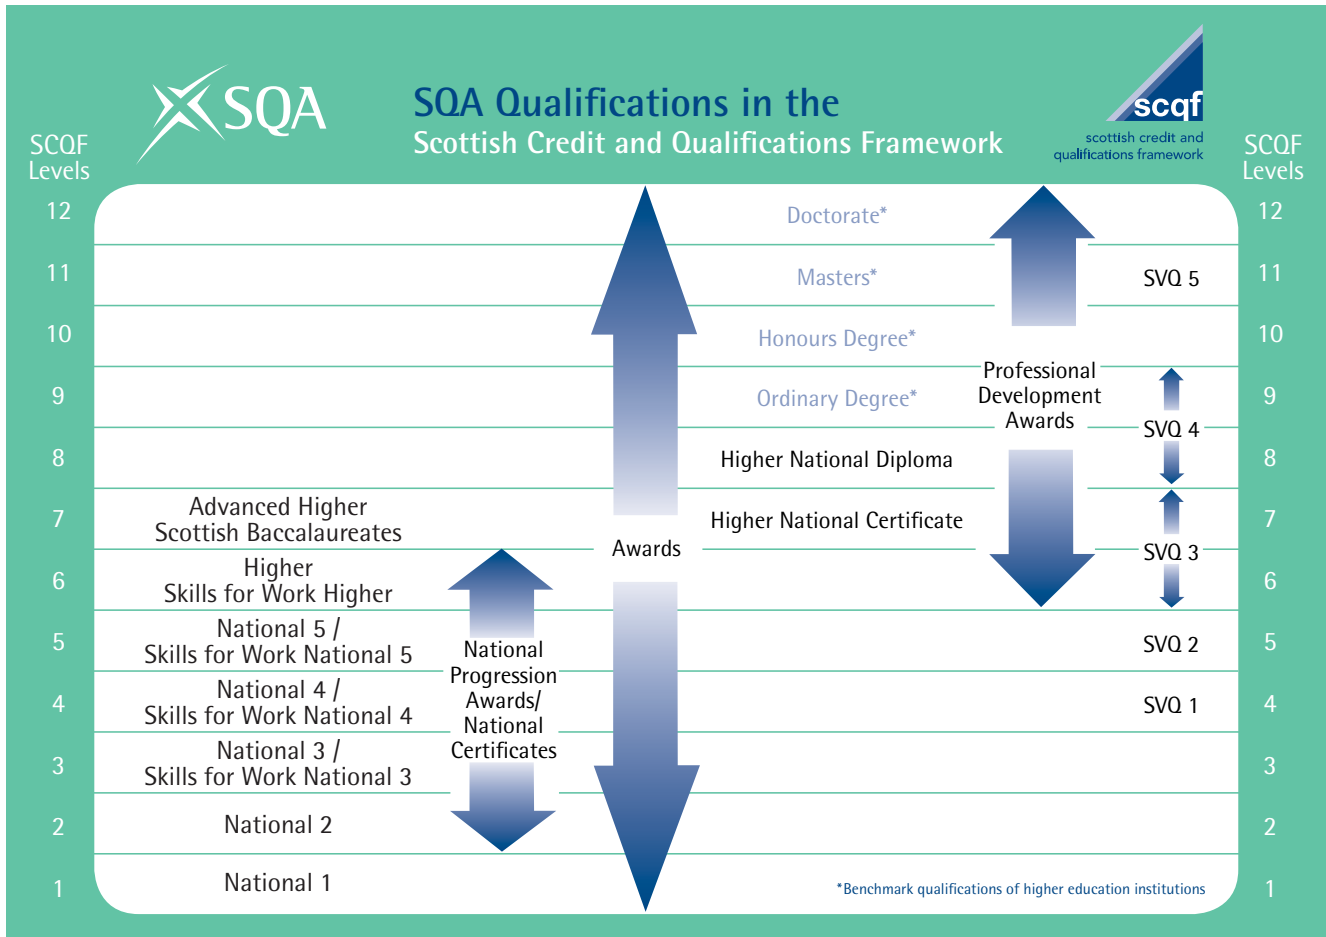 SQA
SQA Qualifications in the
Scottish Credit and Qualifications Framework
scqf
scottish credit and
qualifications framework
SCQF
Levels
SCQF
Levels
12
Doctorate*
12
11
Masters*
SVQ 5
11
10
Honours Degree*
10
9
Ordinary Degree*
Professional
Development
Awards
9
SVQ 4
8
Higher National Diploma
8
7
Advanced Higher
Scottish Baccalaureates
Higher National Certificate
7
Awards
SVQ 3
6
Higher
Skills for Work Higher
6
5
National 5 /
Skills for Work National 5
SVQ 2
5
National
Progression
Awards/
National
Certificates
4
National 4 /
Skills for Work National 4
SVQ 1
4
3
National 3 /
Skills for Work National 3
3
2
National 2
2
1
National 1
*Benchmark qualifications of higher education institutions
1